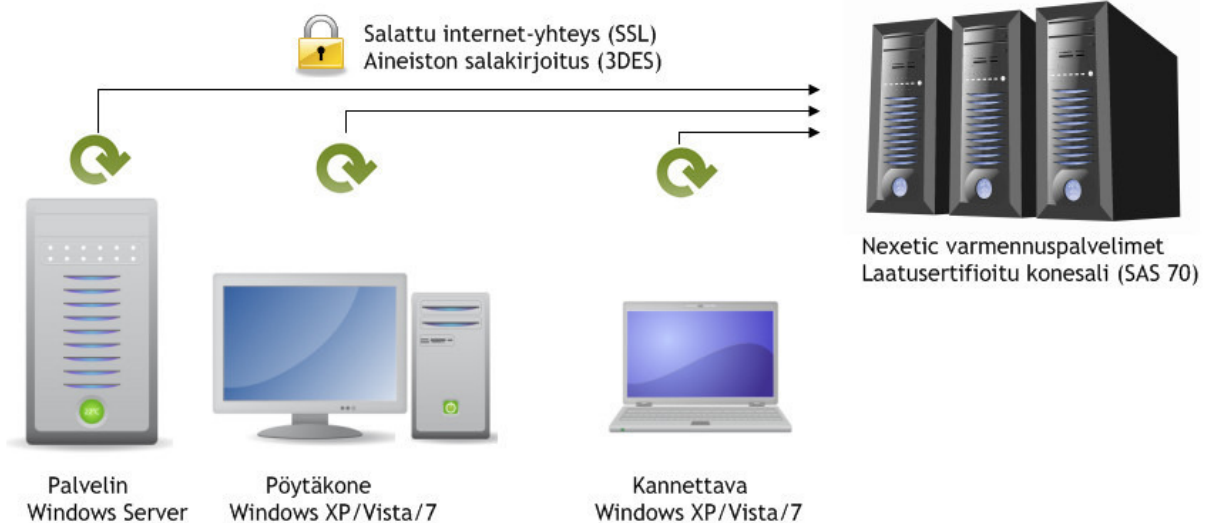 Salattu internet-yhteys (SSL)
Aineiston salakirjoitus (3DES)
Nexetic varmennuspalvelimet
Laatusertifioitu konesali (SAS 70)
Palvelin
Windows Server
Pöytäkone
Windows XP/Vista/7
Kannettava
Windows XP/Vista/7